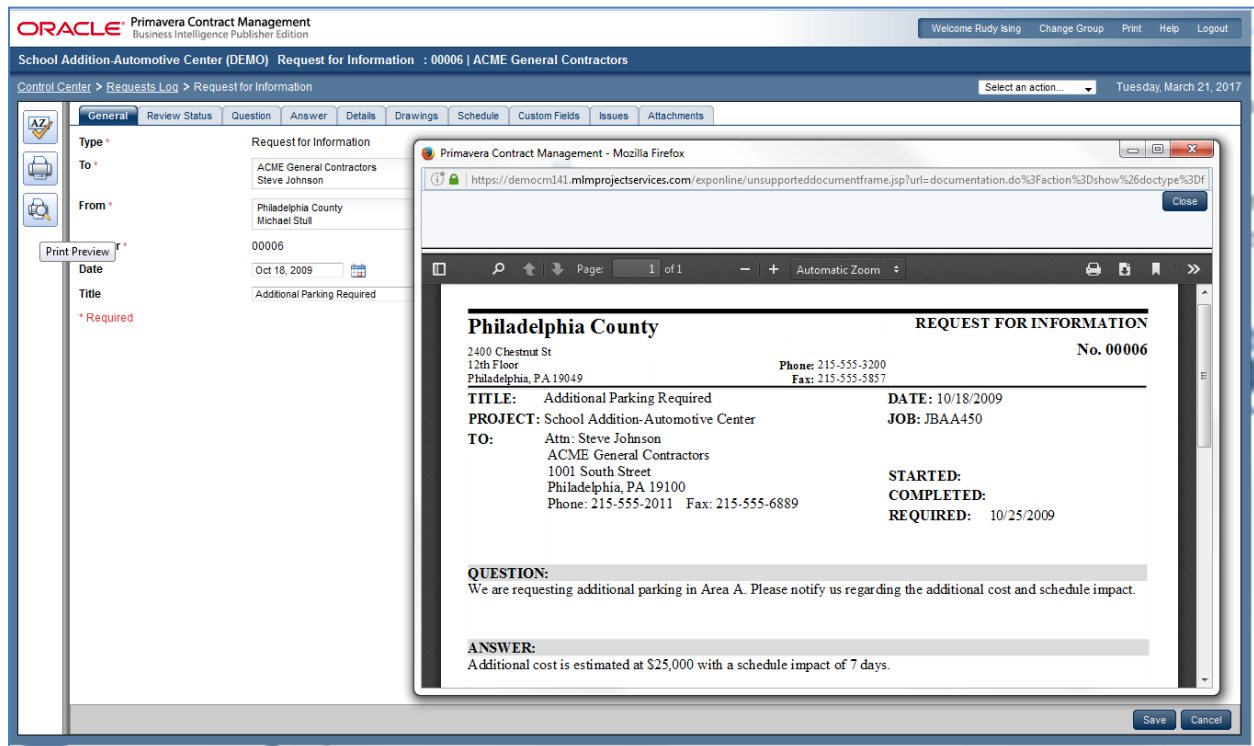 ORACLE Primavera Contract Management
Business Intelligence Publisher Edition
Welcome Rudy Ising Change Group Print Help Logout
School Addition-Automotive Center (DEMO) Request for Information : 00006 | ACME General Contractors
Control Center > Requests Log > Request for Information
Select an action...
Tuesday, March 21, 2017
General Review Status Question Answer Details Drawings Schedule Custom Fields Issues Attachments
AZ
Type * Request for Information
To * ACME General Contractors
Steve Johnson
From * Philadelphia County
Michael Stull
Print Preview
r * 00006
Date Oct 18, 2009
Title Additional Parking Required
* Required
Primavera Contract Management - Mozilla Firefox
https://democm141.mlmprojectservices.com/exponline/unsupporteddocumentframe.jsp?url=documentation.do%3Faction%3Dshow%26doctype%3Df
Close
Page: 1 of 1 Automatic Zoom
Philadelphia County REQUEST FOR INFORMATION
No. 00006
2400 Chestnut St
12th Floor Phone: 215-555-3200
Philadelphia, PA 19049 Fax: 215-555-5857
TITLE: Additional Parking Required DATE: 10/18/2009
PROJECT: School Addition-Automotive Center JOB: JBAA450
TO: Attn: Steve Johnson
ACME General Contractors
1001 South Street STARTED:
Philadelphia, PA 19100 COMPLETED:
Phone: 215-555-2011 Fax: 215-555-6889
REQUIRED: 10/25/2009
QUESTION:
We are requesting additional parking in Area A. Please notify us regarding the additional cost and schedule impact.
ANSWER:
Additional cost is estimated at $25,000 with a schedule impact of 7 days.
Save Cancel